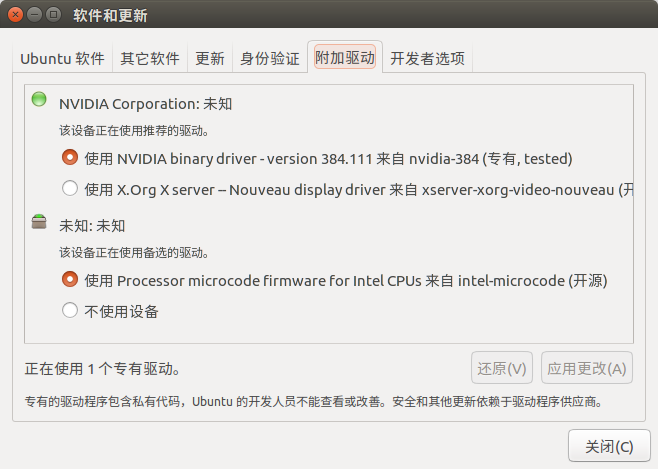 软件和更新
Ubuntu 软件 其它软件 更新 身份验证 附加驱动 开发者选项
NVIDIA Corporation: 未知
该设备正在使用推荐的驱动。
使用 NVIDIA binary driver - version 384.111 来自 nvidia-384 (专有, tested)
使用 X.Org X server -- Nouveau display driver 来自 xserver-xorg-video-nouveau (开
未知: 未知
该设备正在使用备选的驱动。
使用 Processor microcode firmware for Intel CPUs 来自 intel-microcode (开源)
不使用设备
正在使用 1 个专有驱动。 还原(V) 应用更改(A)
专有的驱动程序包含私有代码，Ubuntu 的开发人员不能查看或改善。安全和其他更新依赖于驱动程序供应商。
关闭(C)